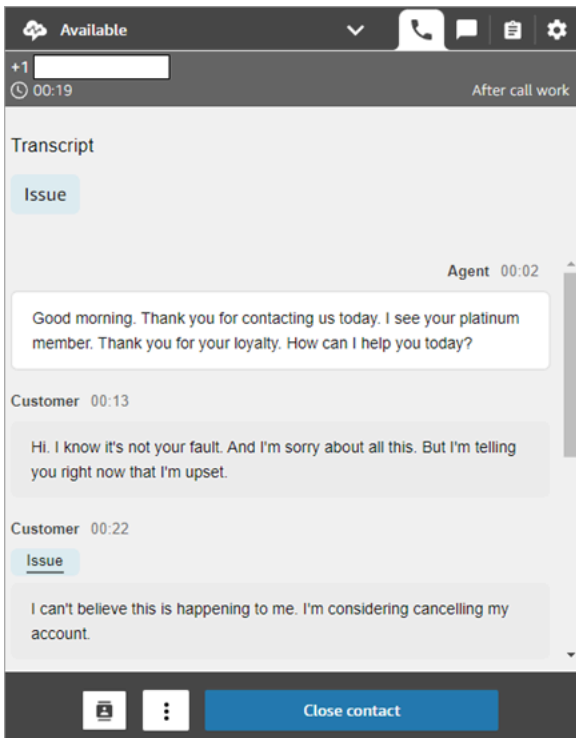 Available
+1
00:19
After call work
Transcript
Issue
Agent 00:02
Good morning. Thank you for contacting us today. I see your platinum
member. Thank you for your loyalty. How can I help you today?
Customer 00:13
Hi. I know it's not your fault. And I'm sorry about all this. But I'm telling
you right now that I'm upset.
Customer 00:22
Issue
I can't believe this is happening to me. I'm considering cancelling my
account.
Close contact